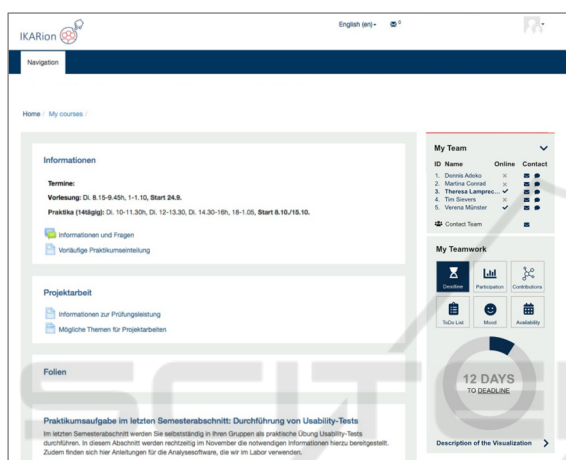 IKARion
English (en)
0
Navigation
Home / My courses /
Informationen
Termine:
Vorlesung: Di. 8.15-9.45h, 1-1.10, Start 24.9.
Praktika (14tägig): Di. 10-11.30h, Di. 12-13.30, Di. 14.30-16h, 18-1.05, Start 8.10./15.10.
Informationen und Fragen
Vorläufige Praktikumseinteilung
Projektarbeit
Informationen zur Prüfungsleistung
Mögliche Themen für Projektarbeiten
Folien
Praktikumsaufgabe im letzten Semesterabschnitt: Durchführung von Usability-Tests
Im letzten Semesterabschnitt werden Sie selbstständig in Ihren Gruppen als praktische Übung Usability-Tests
durchführen. In diesem Abschnitt werden rechtzeitig im November die notwendigen Informationen hierzu bereitgestellt.
Zudem finden sich hier Anleitungen für die Analysesoftware, die wir im Labor verwenden.
My Team
ID Name Online Contact
1. Dennis Adeko
2. Martina Conrad
3. Theresa Lamprec...
4. Tim Sievers
5. Verena Münster
Contact Team
My Teamwork
Deadline Participation Contributions
ToDo List Mood Availability
12 DAYS
TO DEADLINE
Description of the Visualization